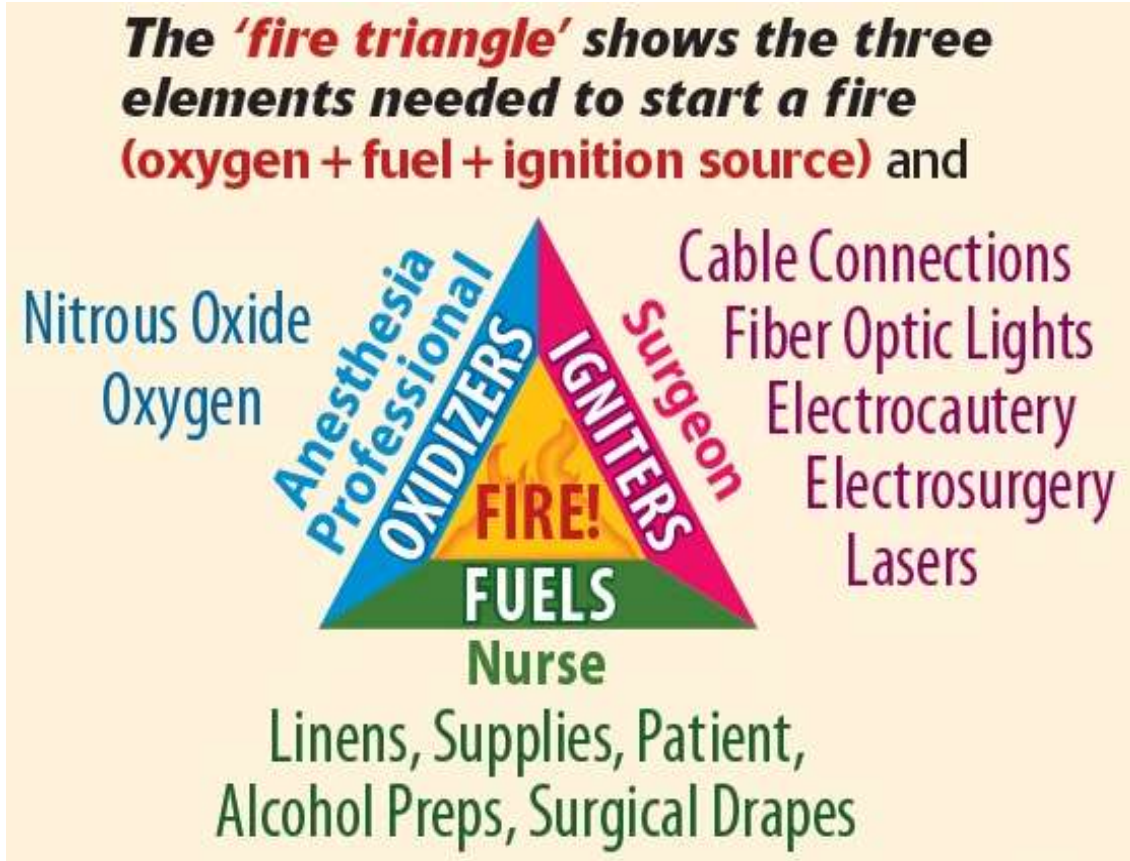 The 'fire triangle' shows the three
elements needed to start a fire
(oxygen + fuel + ignition source) and
Nitrous Oxide
Oxygen
Anesthesia
Professional
OXIDIZERS
IGNITERS
Surgeon
Cable Connections
Fiber Optic Lights
Electrocautery
Electrosurgery
Lasers
FIRE!
FUELS
Nurse
Linens, Supplies, Patient,
Alcohol Preps, Surgical Drapes